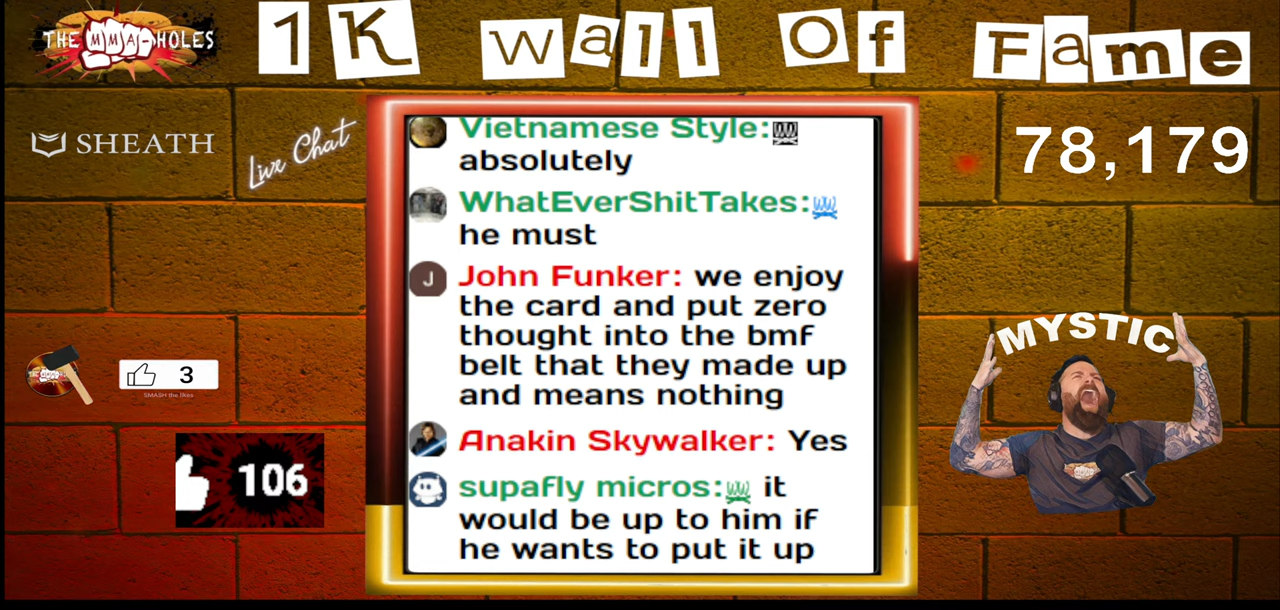 THE MMA-HOLES
1K Wall Of Fame
SHEATH
Live Chat
78,179
Vietnamese Style:
absolutely
WhatEverShitTakes:
he must
J
John Funker: we enjoy
the card and put zero
thought into the bmf
belt that they made up
and means nothing
Anakin Skywalker: Yes
supafly micros: it
would be up to him if
he wants to put it up
MYSTIC
3
SMASH the likes
106